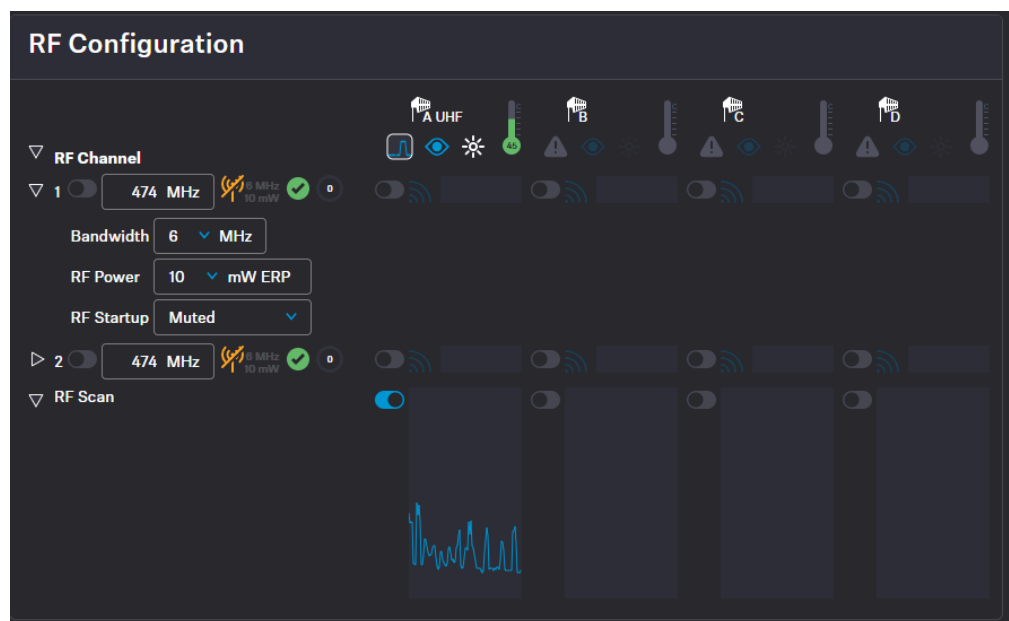 RF Configuration
A UHF B C D
45
RF Channel
1 474 MHz 6 MHz 10 mW 0
Bandwidth 6 MHz
RF Power 10 mW ERP
RF Startup Muted
2 474 MHz 6 MHz 10 mW 0
RF Scan